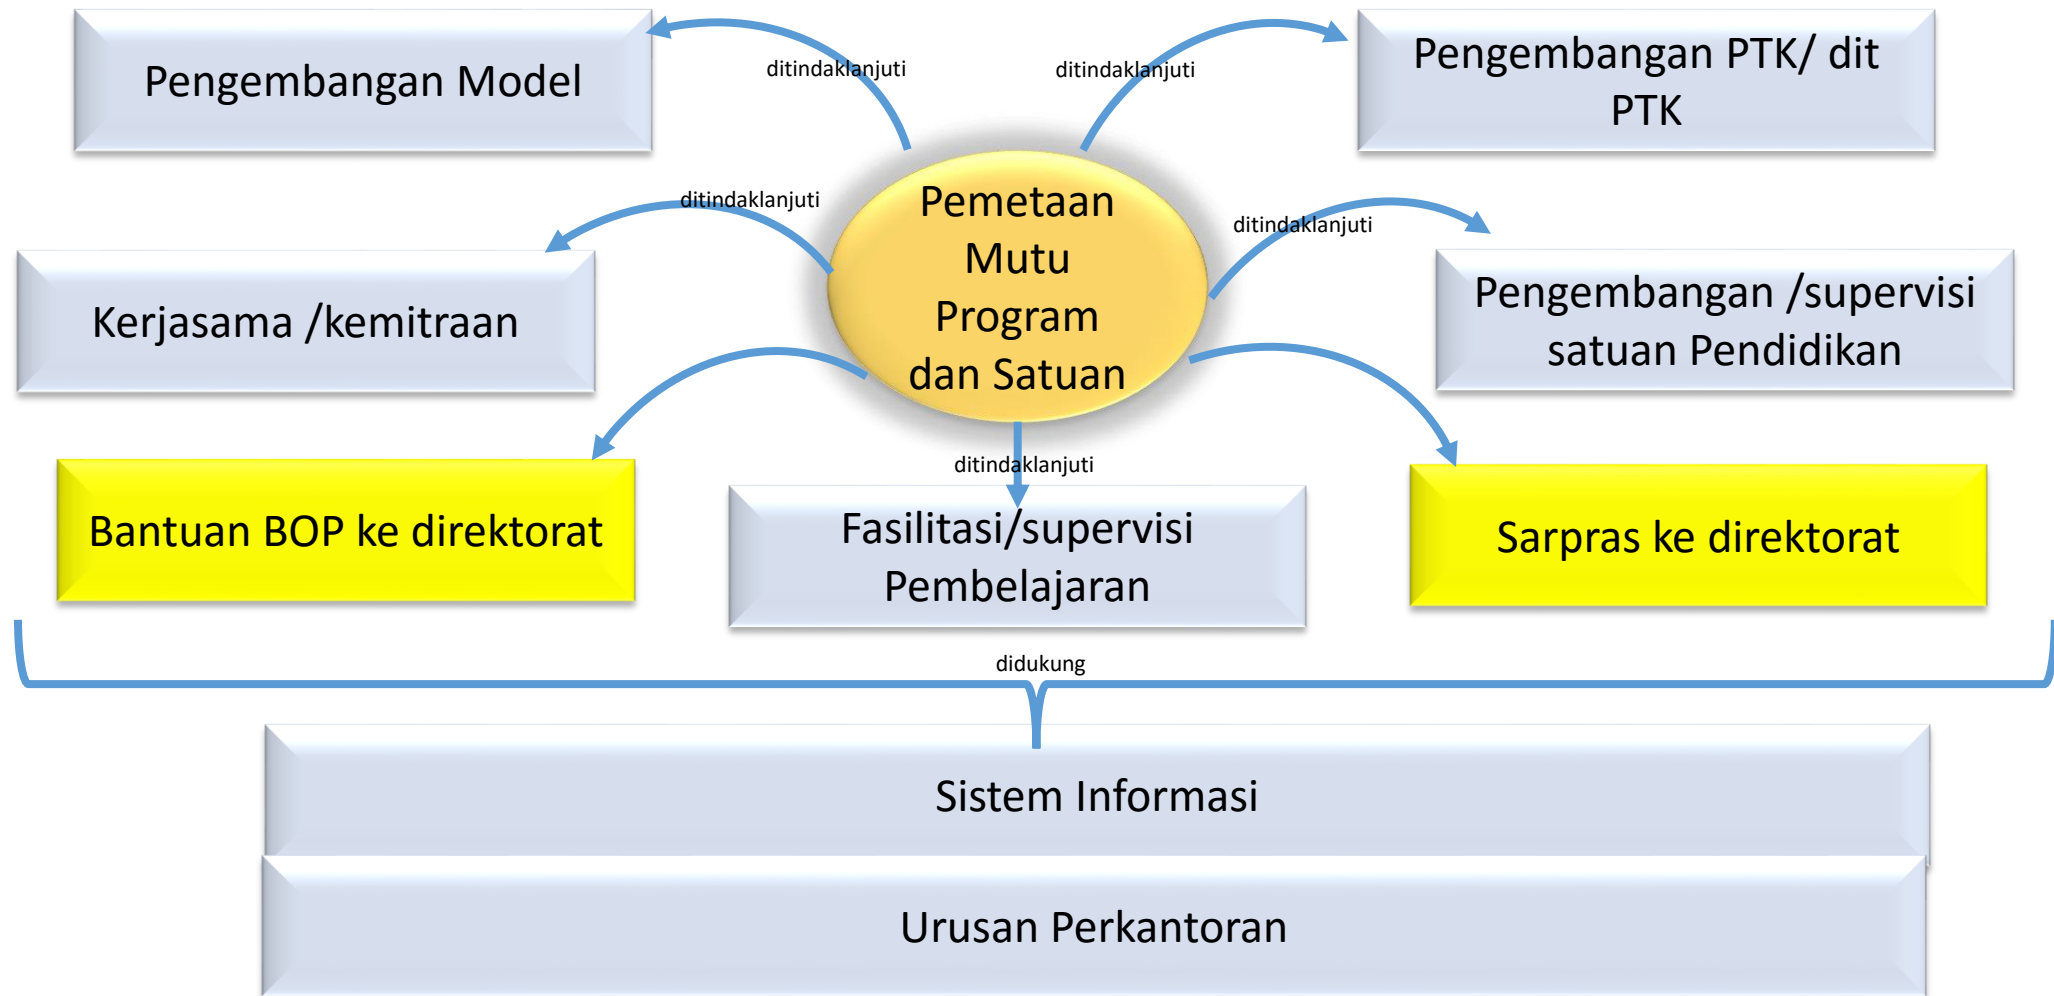 Pengembangan Model
ditindaklanjuti
ditindaklanjuti
Pengembangan PTK/ dit
PTK
ditindaklanjuti
Pemetaan
Mutu
Program
dan Satuan
ditindaklanjuti
Kerjasama /kemitraan
Pengembangan /supervisi
satuan Pendidikan
ditindaklanjuti
Bantuan BOP ke direktorat
Fasilitasi/supervisi
Pembelajaran
Sarpras ke direktorat
didukung
Sistem Informasi
Urusan Perkantoran